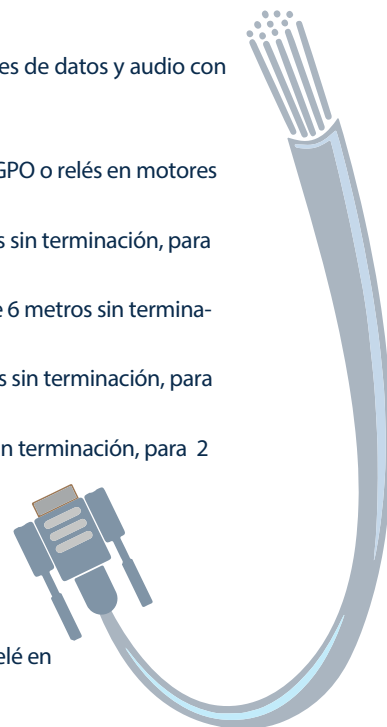 es de datos y audio con
GPO o relés en motores
s sin terminación, para
e 6 metros sin termina-
s sin terminación, para
in terminación, para 2
elé en